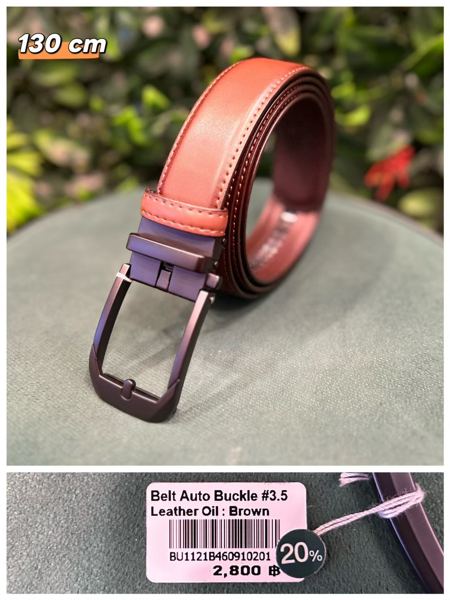 130 cm
Belt Auto Buckle #3.5
Leather Oil : Brown
BU1121B460910201
2,800 ฿
20%